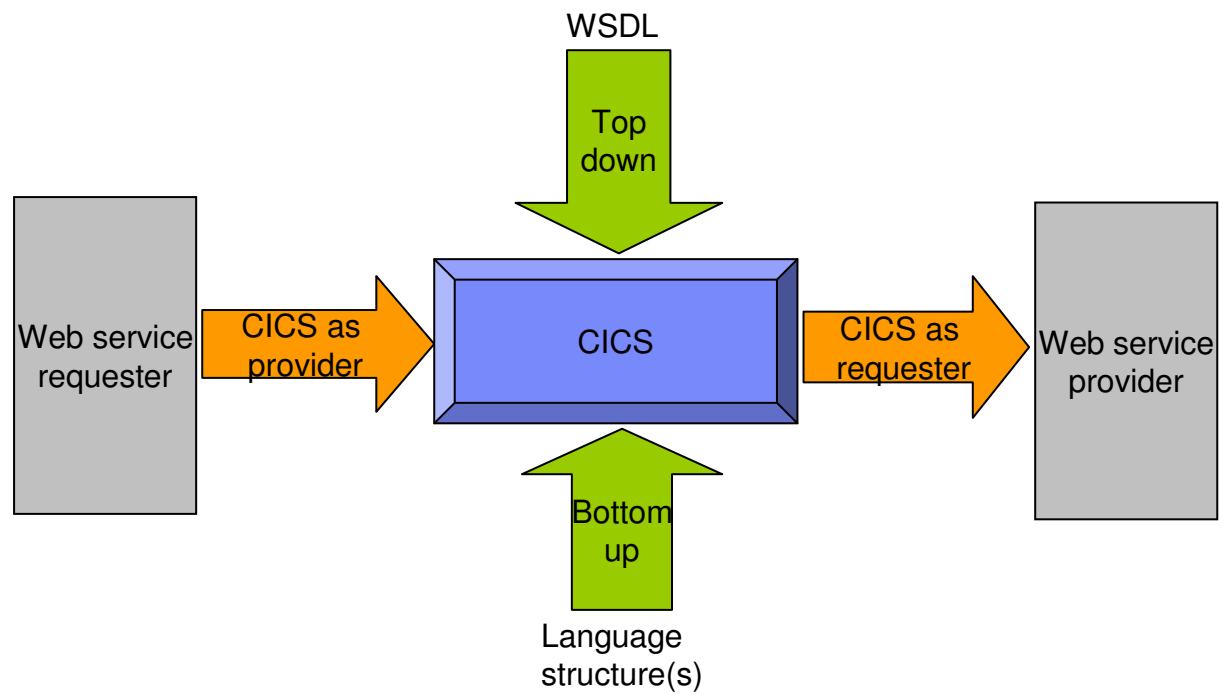 WSDL
Top
down
Web service
requester
CICS as
provider
CICS
CICS as
requester
Web service
provider
Bottom
up
Language
structure(s)